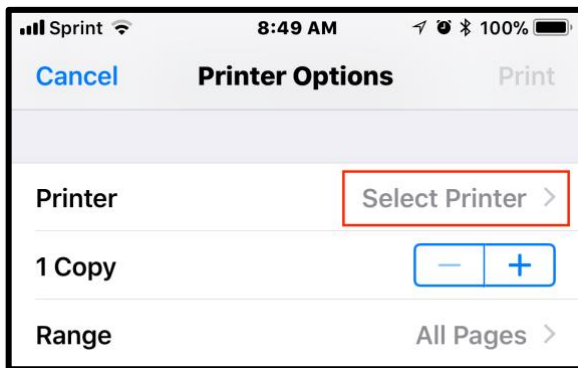 Sprint 8:49 AM 100%
Cancel Printer Options Print
Printer Select Printer >
1 Copy − +
Range All Pages >